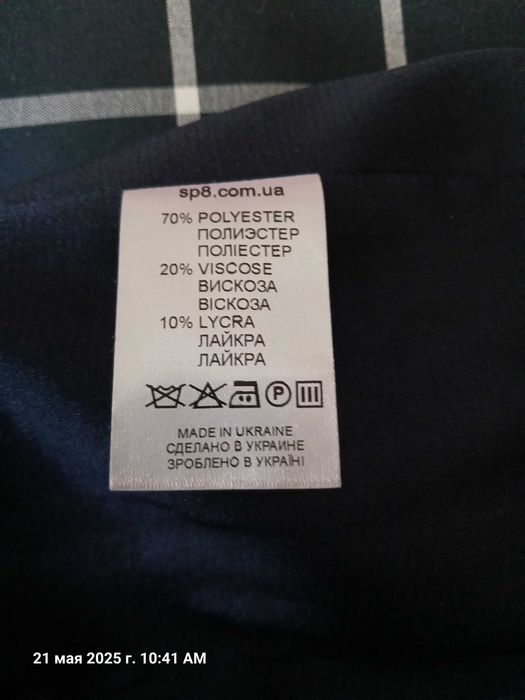 sp8.com.ua
70% POLYESTER
ПОЛИЭСТЕР
ПОЛІЕСТЕР
20% VISCOSE
ВИСКОЗА
ВІСКОЗА
10% LYCRA
ЛАЙКРА
ЛАЙКРА
P
MADE IN UKRAINE
СДЕЛАНО В УКРАИНЕ
ЗРОБЛЕНО В УКРАЇНІ
21 мая 2025 г. 10:41 AM